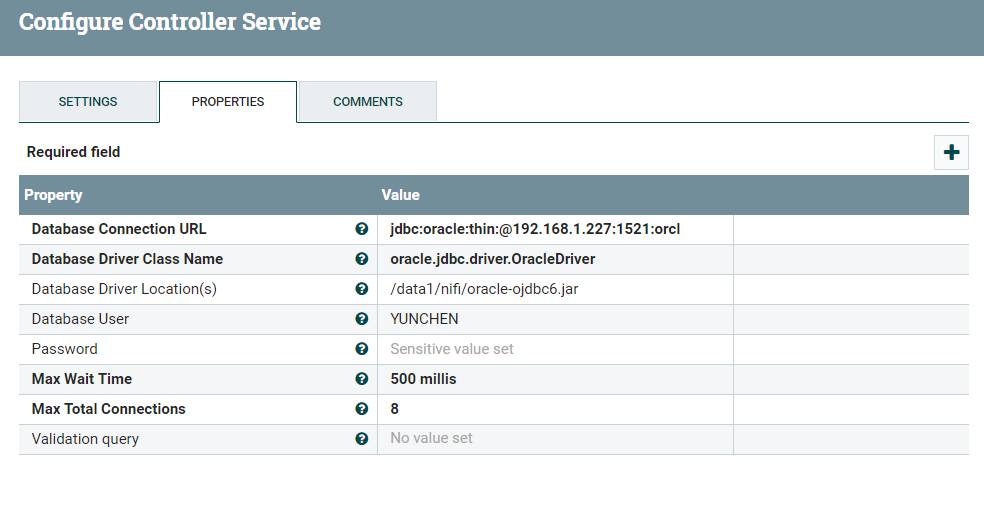 Configure Controller Service
SETTINGS PROPERTIES COMMENTS
Required field
Property Value
Database Connection URL jdbc:oracle:thin:@192.168.1.227:1521:orcl
Database Driver Class Name oracle.jdbc.driver.OracleDriver
Database Driver Location(s) /data1/nifi/oracle-ojdbc6.jar
Database User YUNCHEN
Password Sensitive value set
Max Wait Time 500 millis
Max Total Connections 8
Validation query No value set